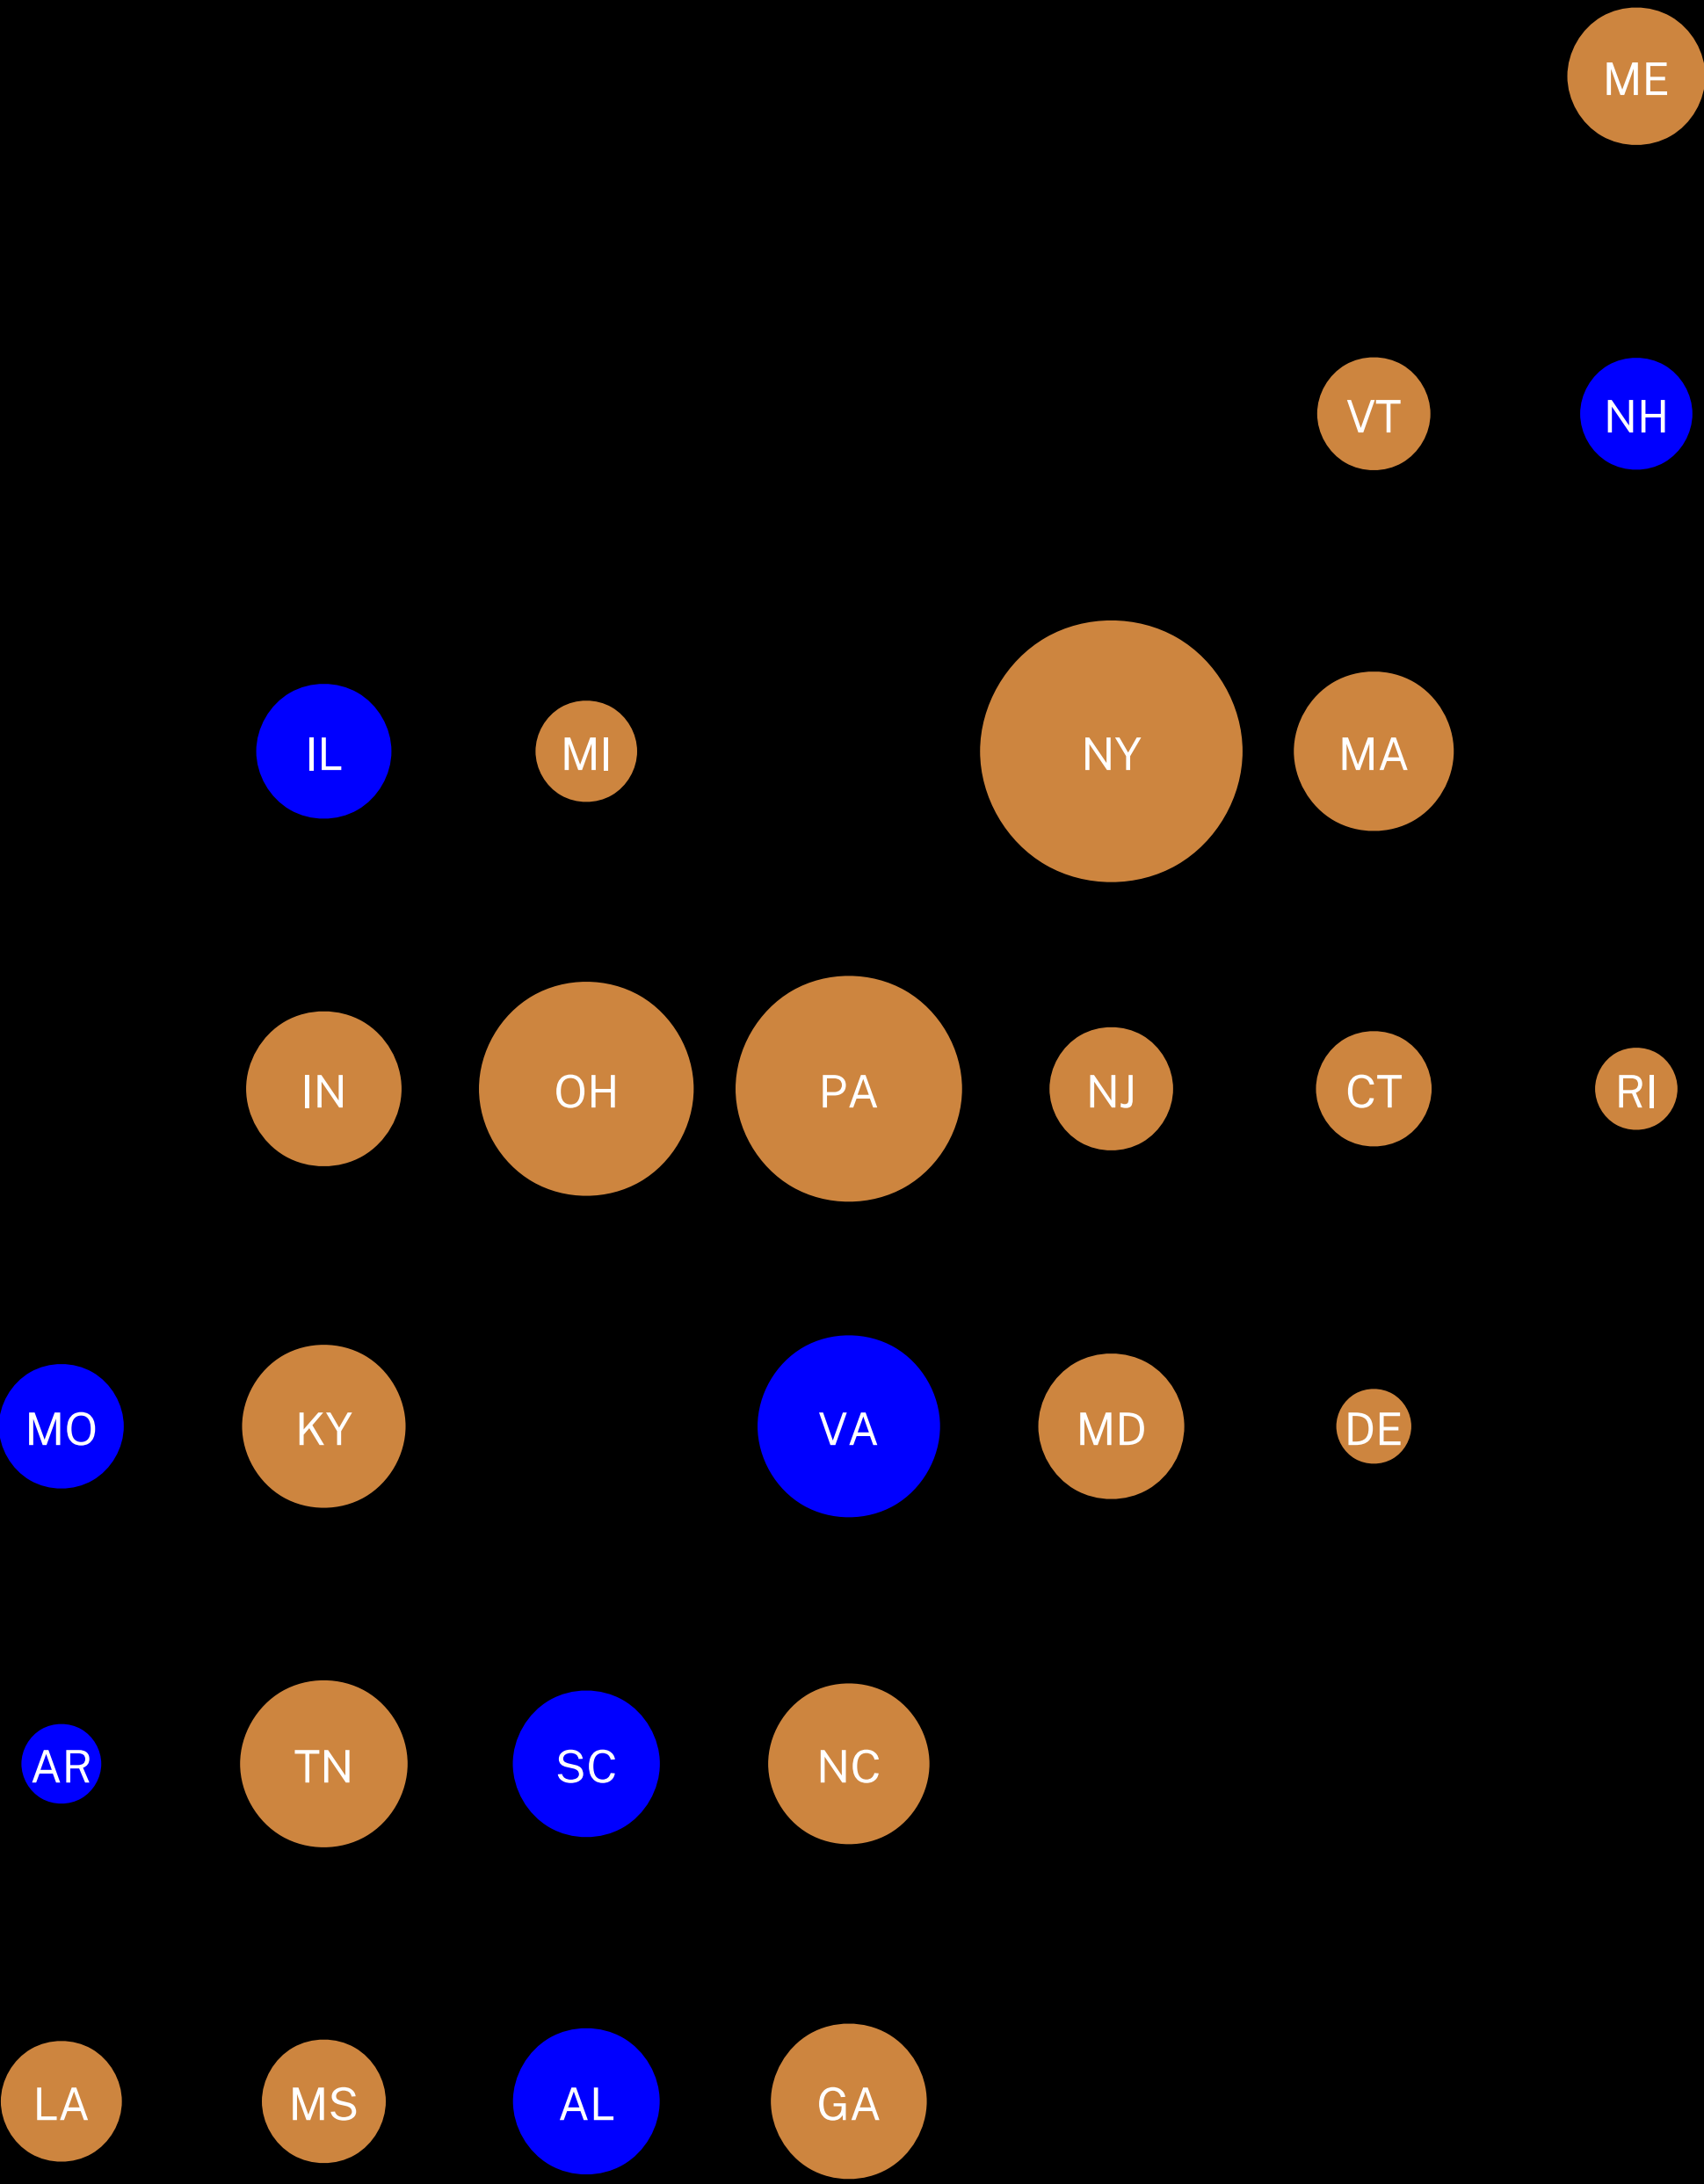 ME
VT NH
IL MI NY MA
IN OH PA NJ CT RI
MO KY VA MD DE
AR TN SC NC
LA MS AL GA